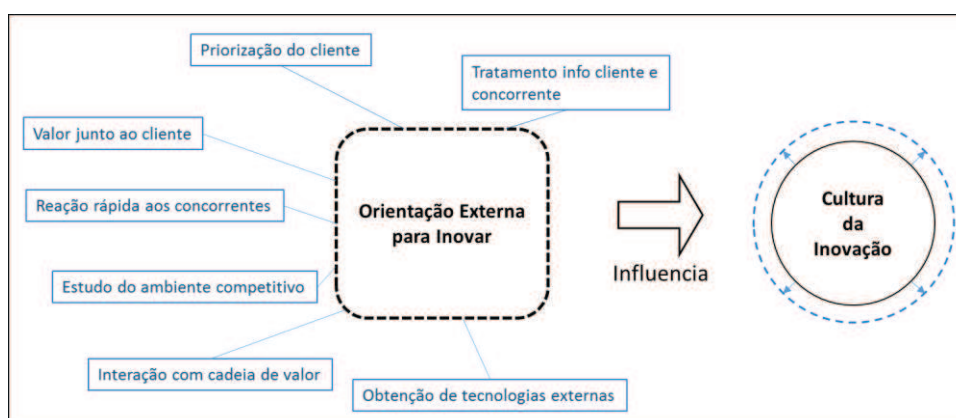 Priorização do cliente
Tratamento info cliente e
concorrente
Valor junto ao cliente
Reação rápida aos concorrentes
Estudo do ambiente competitivo
Interação com cadeia de valor
Obtenção de tecnologias externas
Orientação Externa
para Inovar
Influencia
Cultura
da
Inovação